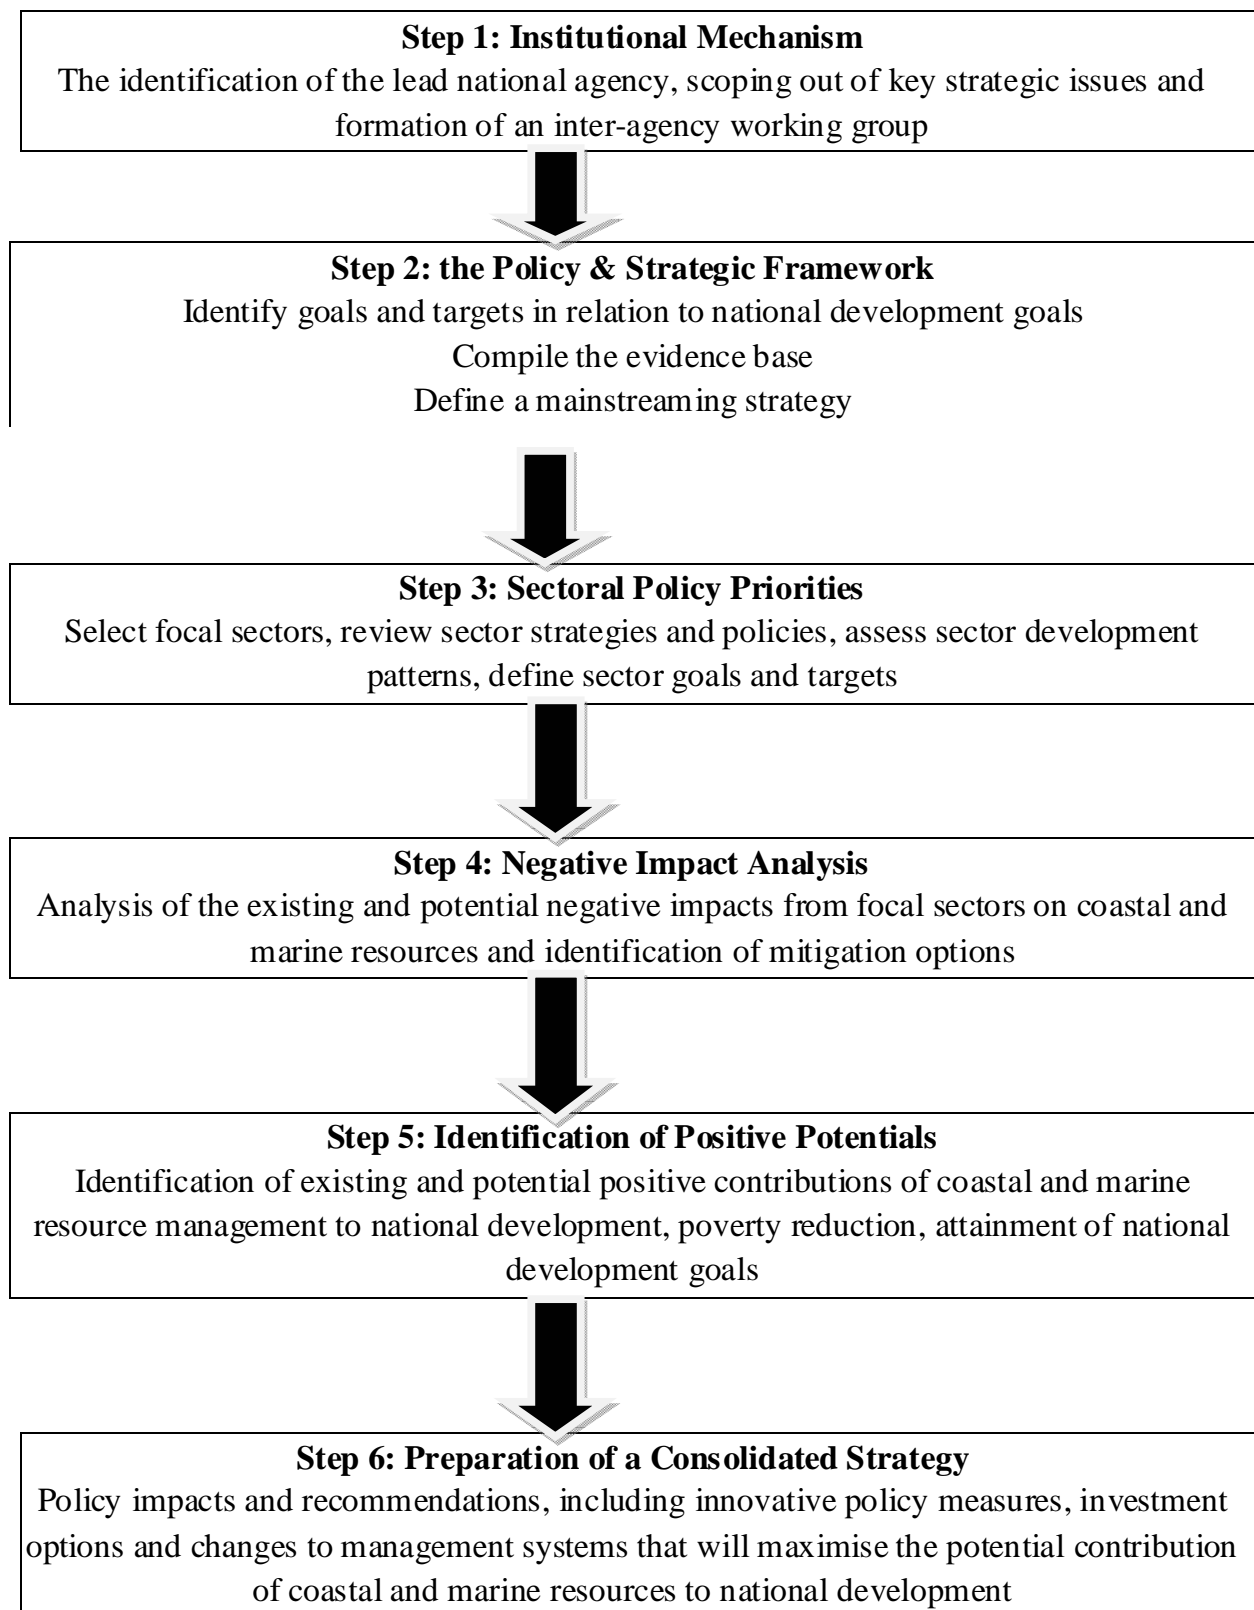 Step 1: Institutional Mechanism
The identification of the lead national agency, scoping out of key strategic issues and
formation of an inter-agency working group
Step 2: the Policy & Strategic Framework
Identify goals and targets in relation to national development goals
Compile the evidence base
Define a mainstreaming strategy
Step 3: Sectoral Policy Priorities
Select focal sectors, review sector strategies and policies, assess sector development
patterns, define sector goals and targets
Step 4: Negative Impact Analysis
Analysis of the existing and potential negative impacts from focal sectors on coastal and
marine resources and identification of mitigation options
Step 5: Identification of Positive Potentials
Identification of existing and potential positive contributions of coastal and marine
resource management to national development, poverty reduction, attainment of national
development goals
Step 6: Preparation of a Consolidated Strategy
Policy impacts and recommendations, including innovative policy measures, investment
options and changes to management systems that will maximise the potential contribution
of coastal and marine resources to national development